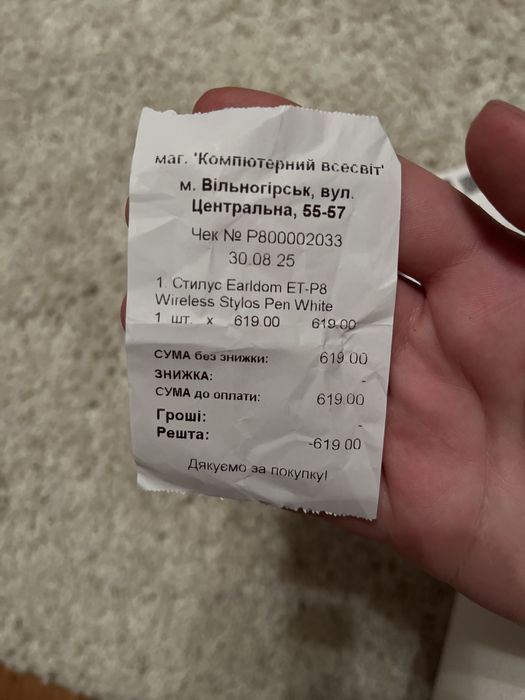 маг. 'Компютерний всесвіт'
м. Вільногірськ, вул.
Центральна, 55-57
Чек № P800002033
30.08.25
1. Стилус Earldom ET-P8
Wireless Stylos Pen White
1 шт. x 619.00 619.00
СУМА без знижки: 619.00
ЗНИЖКА: -
СУМА до оплати: 619.00
Гроші: -
Решта: -619.00
Дякуємо за покупку!